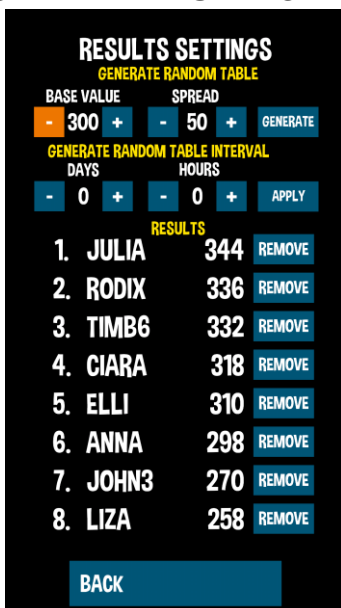 RESULTS SETTINGS
GENERATE RANDOM TABLE
BASE VALUE SPREAD
- 300 + - 50 + GENERATE
GENERATE RANDOM TABLE INTERVAL
DAYS HOURS
- 0 + - 0 + APPLY
RESULTS
1. JULIA 344 REMOVE
2. RODIX 336 REMOVE
3. TIMB6 332 REMOVE
4. CIARA 318 REMOVE
5. ELLI 310 REMOVE
6. ANNA 298 REMOVE
7. JOHN3 270 REMOVE
8. LIZA 258 REMOVE
BACK